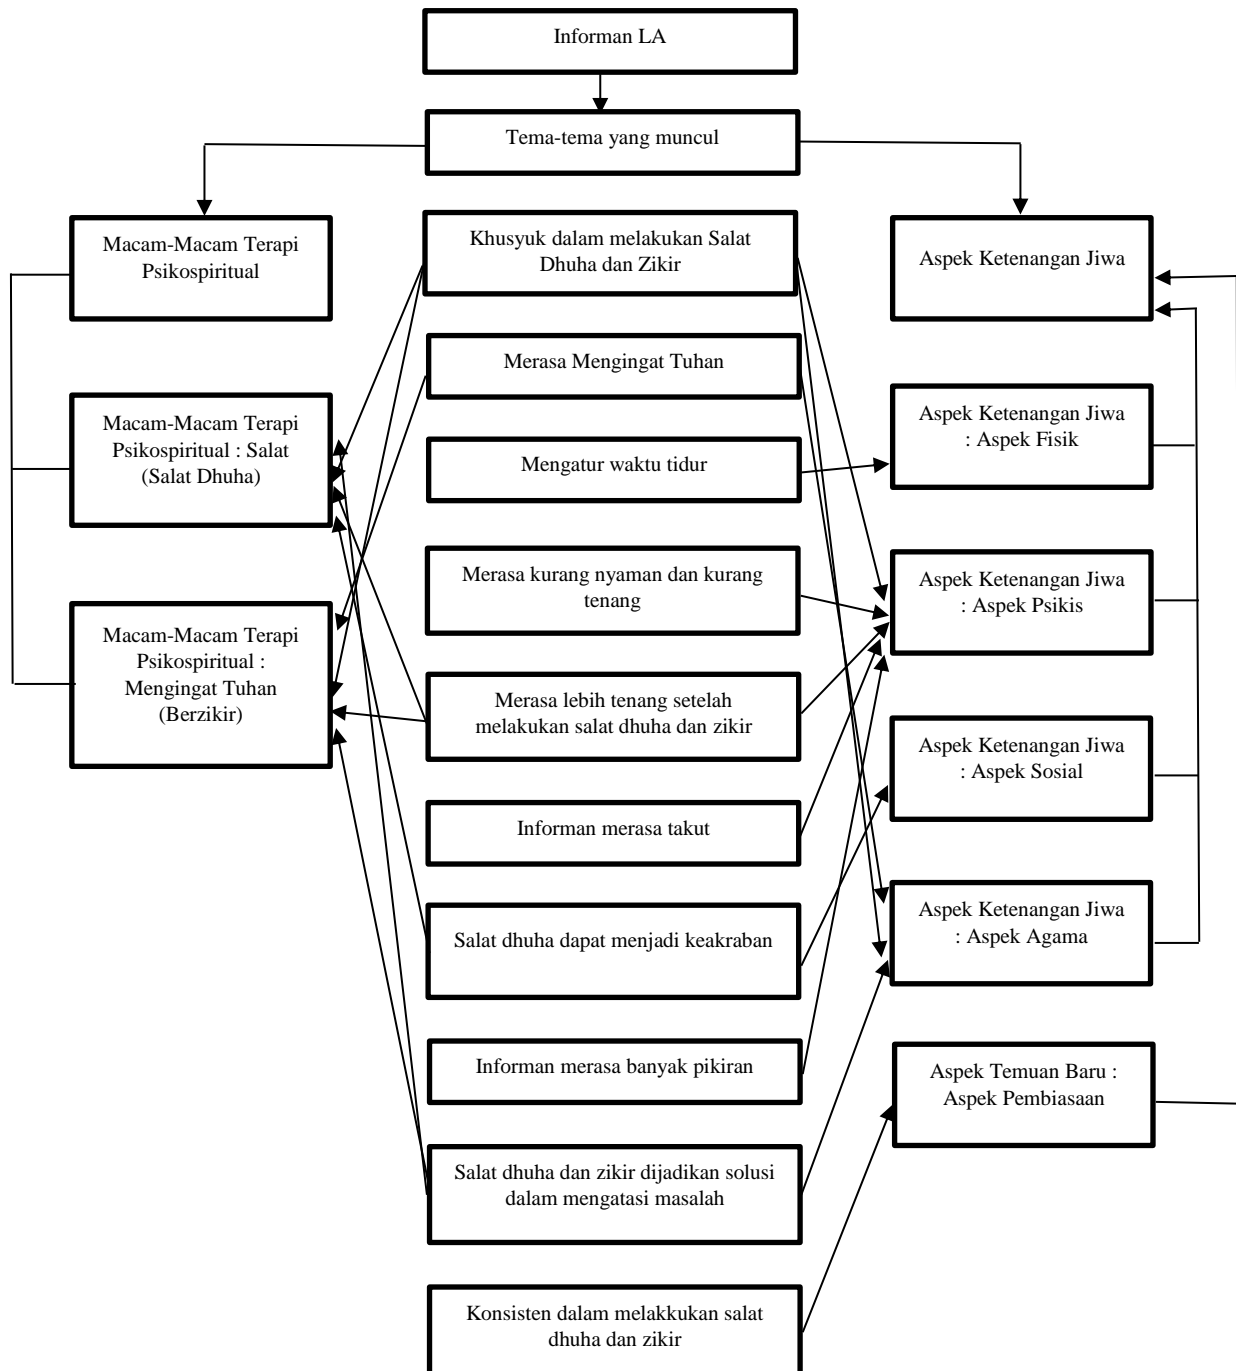 Informan LA
Tema-tema yang muncul
Macam-Macam Terapi
Psikospiritual
Khusyuk dalam melakukan Salat
Dhuha dan Zikir
Aspek Ketenangan Jiwa
Merasa Mengingat Tuhan
Macam-Macam Terapi
Psikospiritual : Salat
(Salat Dhuha)
Aspek Ketenangan Jiwa
: Aspek Fisik
Mengatur waktu tidur
Merasa kurang nyaman dan kurang
tenang
Aspek Ketenangan Jiwa
: Aspek Psikis
Macam-Macam Terapi
Psikospiritual :
Mengingat Tuhan
(Berzikir)
Merasa lebih tenang setelah
melakukan salat dhuha dan zikir
Aspek Ketenangan Jiwa
: Aspek Sosial
Informan merasa takut
Salat dhuha dapat menjadi keakraban
Aspek Ketenangan Jiwa
: Aspek Agama
Informan merasa banyak pikiran
Aspek Temuan Baru :
Aspek Pembiasaan
Salat dhuha dan zikir dijadikan solusi
dalam mengatasi masalah
Konsisten dalam melakkukan salat
dhuha dan zikir